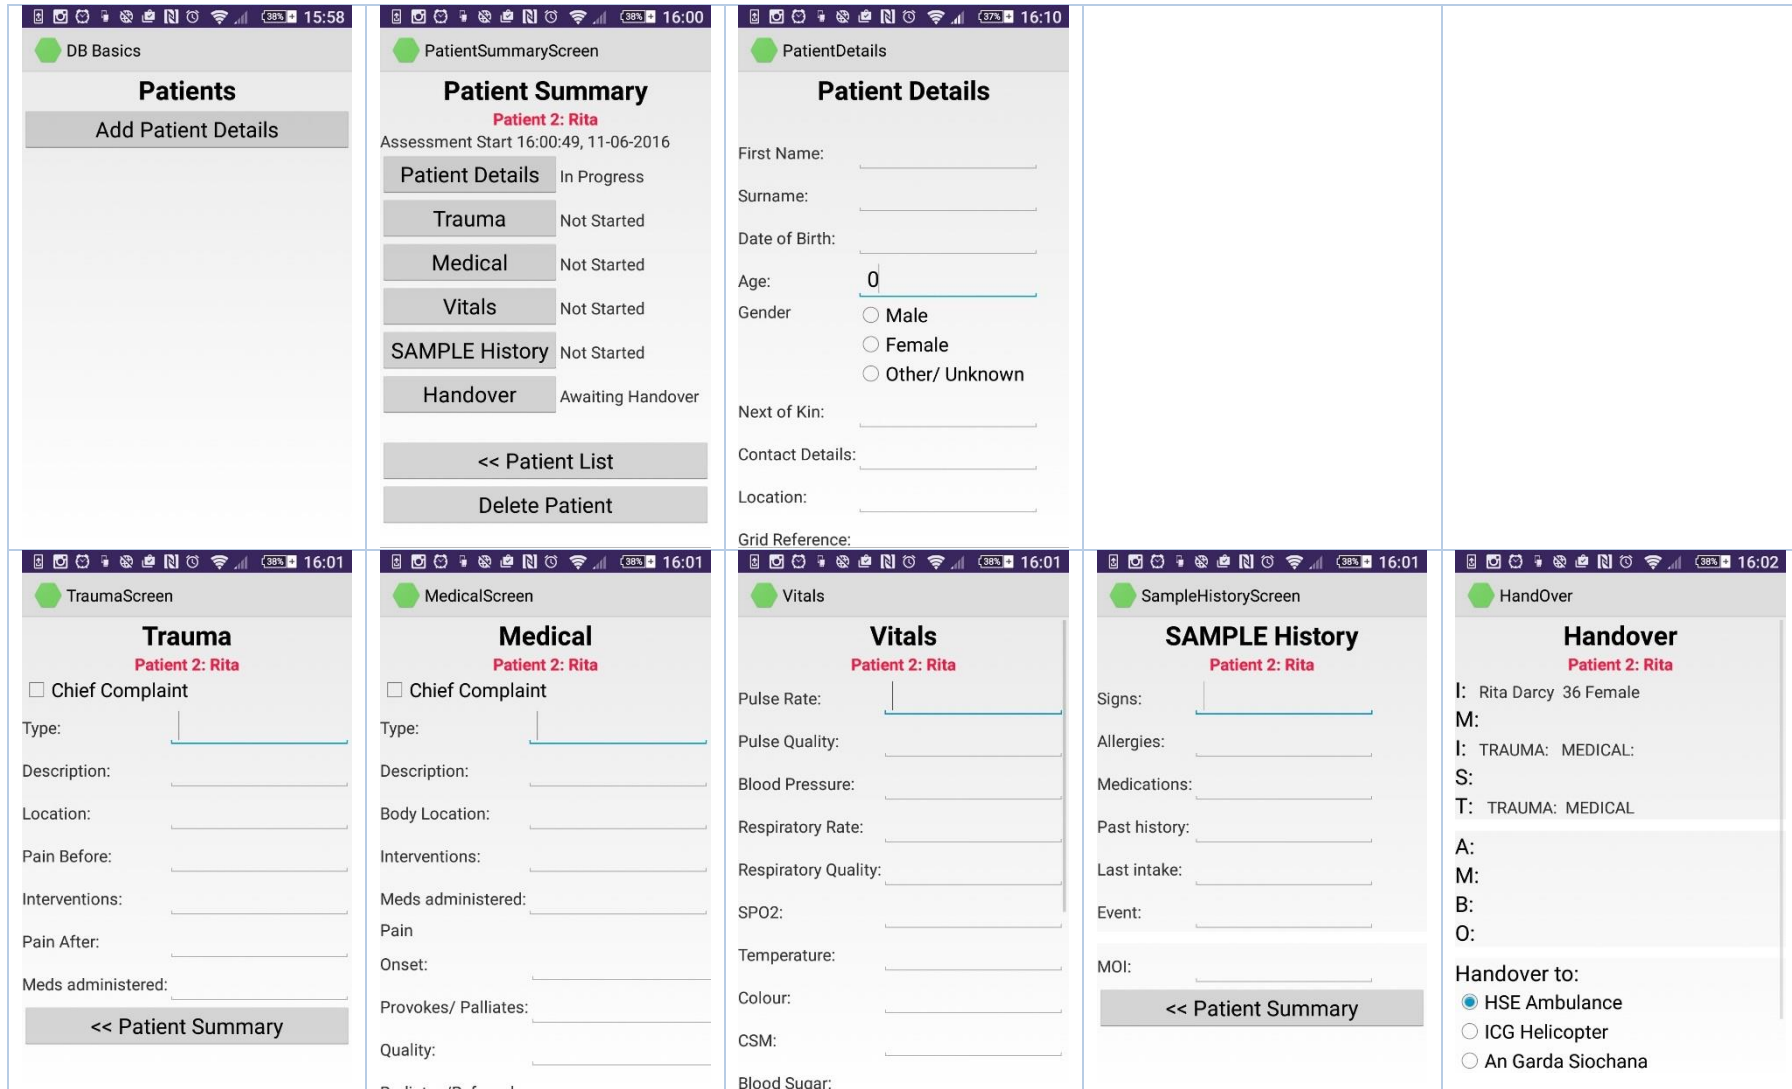 38% 15:58
DB Basics
Patients
Add Patient Details
38% 16:00
PatientSummaryScreen
Patient Summary
Patient 2: Rita
Assessment Start 16:00:49, 11-06-2016
Patient Details In Progress
Trauma Not Started
Medical Not Started
Vitals Not Started
SAMPLE History Not Started
Handover Awaiting Handover
<< Patient List
Delete Patient
37% 16:10
PatientDetails
Patient Details
First Name:
Surname:
Date of Birth:
Age: 0
Gender Male
Female
Other/ Unknown
Next of Kin:
Contact Details:
Location:
Grid Reference:
38% 16:01
TraumaScreen
Trauma
Patient 2: Rita
Chief Complaint
Type:
Description:
Location:
Pain Before:
Interventions:
Pain After:
Meds administered:
<< Patient Summary
38% 16:01
MedicalScreen
Medical
Patient 2: Rita
Chief Complaint
Type:
Description:
Body Location:
Interventions:
Meds administered:
Pain
Onset:
Provokes/ Palliates:
Quality:
38% 16:01
Vitals
Vitals
Patient 2: Rita
Pulse Rate:
Pulse Quality:
Blood Pressure:
Respiratory Rate:
Respiratory Quality:
SPO2:
Temperature:
Colour:
CSM:
Blood Sugar:
38% 16:01
SampleHistoryScreen
SAMPLE History
Patient 2: Rita
Signs:
Allergies:
Medications:
Past history:
Last intake:
Event:
MOI:
<< Patient Summary
38% 16:02
HandOver
Handover
Patient 2: Rita
I: Rita Darcy 36 Female
M:
I: TRAUMA: MEDICAL:
S:
T: TRAUMA: MEDICAL
A:
M:
B:
O:
Handover to:
HSE Ambulance
ICG Helicopter
An Garda Siochana